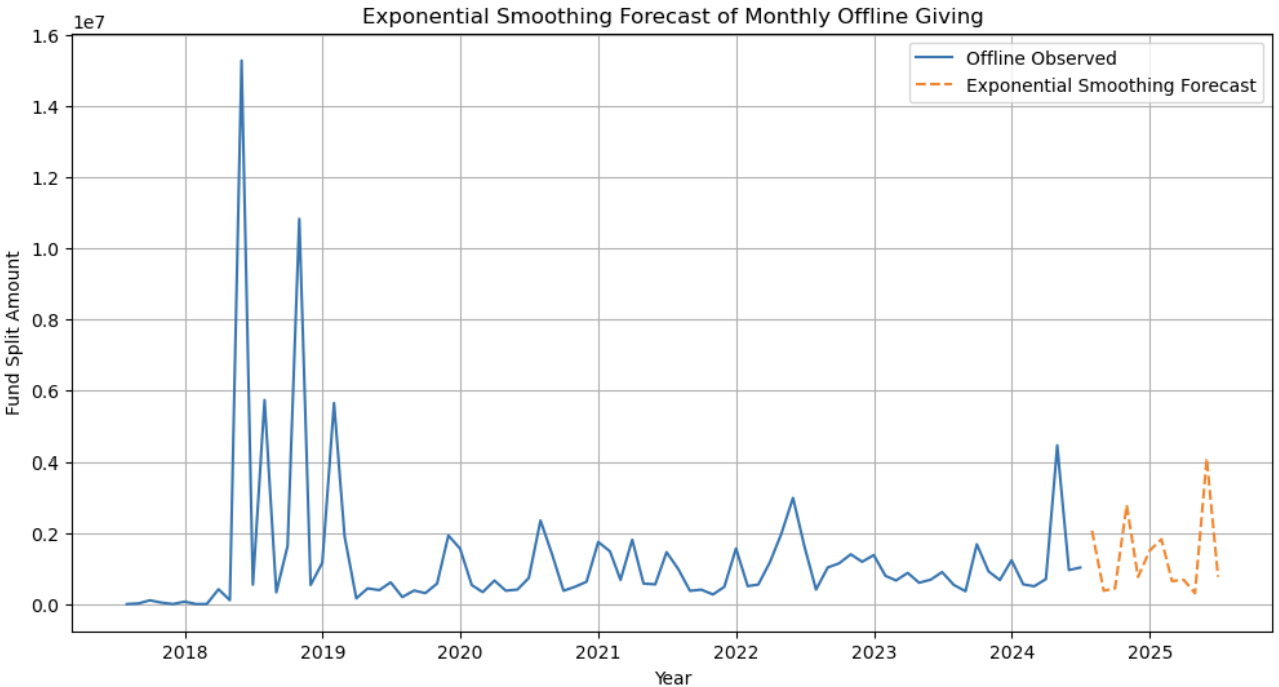 Exponential Smoothing Forecast of Monthly Offline Giving
1e7
1.6
1.4
1.2
1.0
0.8
0.6
0.4
0.2
0.0
Fund Split Amount
Offline Observed
Exponential Smoothing Forecast
2018 2019 2020 2021 2022 2023 2024 2025
Year